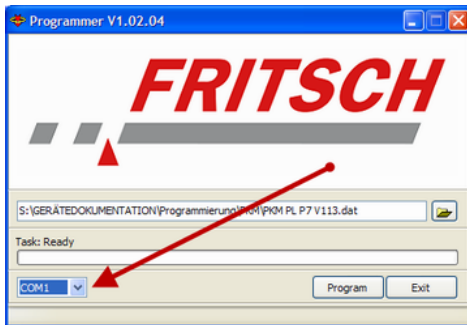 Programmer V1.02.04
FRITSCH
S:\GERÄTEDOKUMENTATION\Programmierung\PKM\PKM PL P7 V113.dat
Task: Ready
COM1
Program
Exit